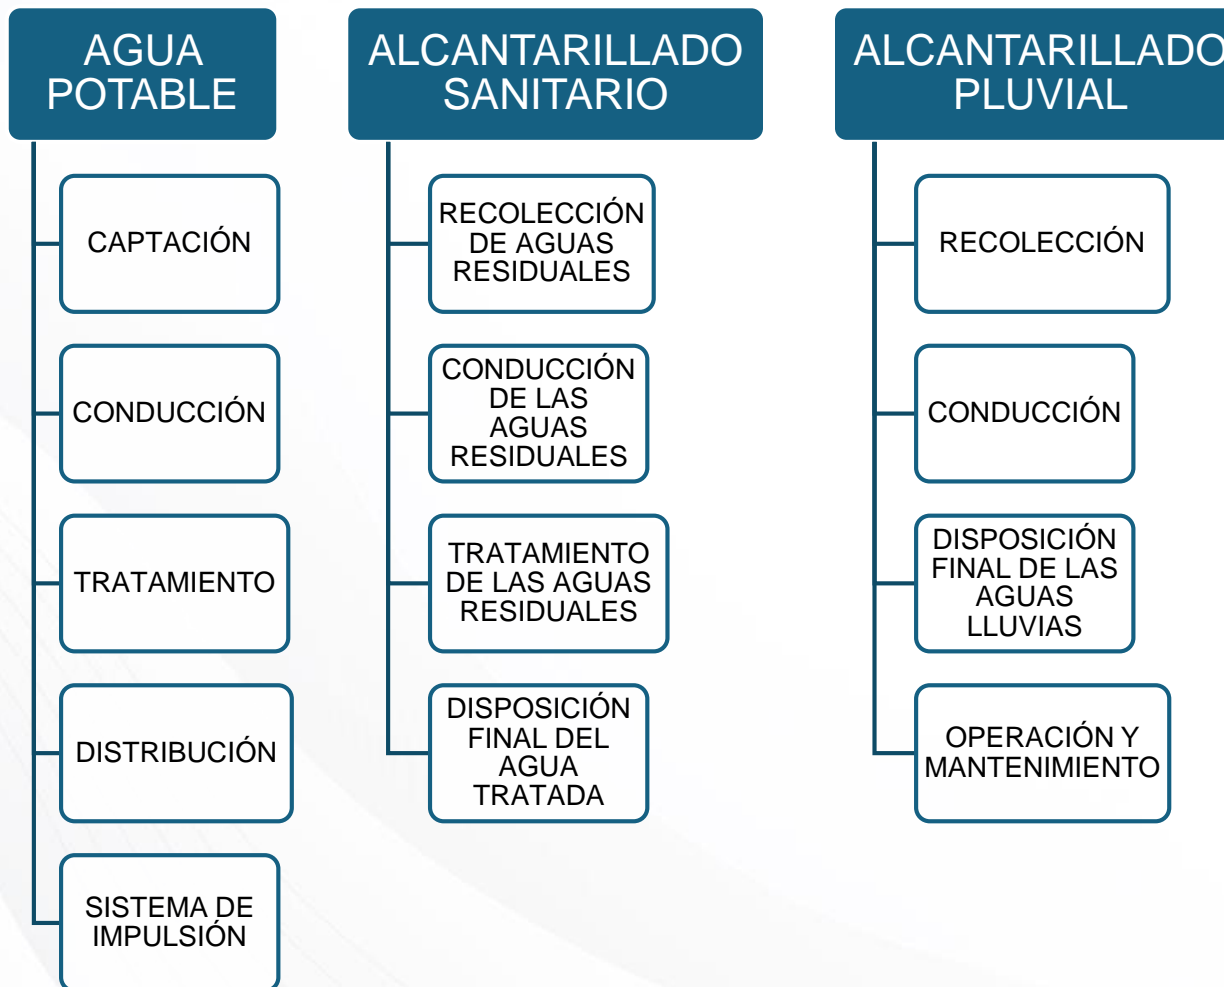 AGUA
POTABLE
CAPTACIÓN
CONDUCCIÓN
TRATAMIENTO
DISTRIBUCIÓN
SISTEMA DE
IMPULSIÓN
ALCANTARILLADO
SANITARIO
RECOLECCIÓN
DE AGUAS
RESIDUALES
CONDUCCIÓN
DE LAS
AGUAS
RESIDUALES
TRATAMIENTO
DE LAS AGUAS
RESIDUALES
DISPOSICIÓN
FINAL DEL
AGUA
TRATADA
ALCANTARILLADO
PLUVIAL
RECOLECCIÓN
CONDUCCIÓN
DISPOSICIÓN
FINAL DE LAS
AGUAS
LLUVIAS
OPERACIÓN Y
MANTENIMIENTO